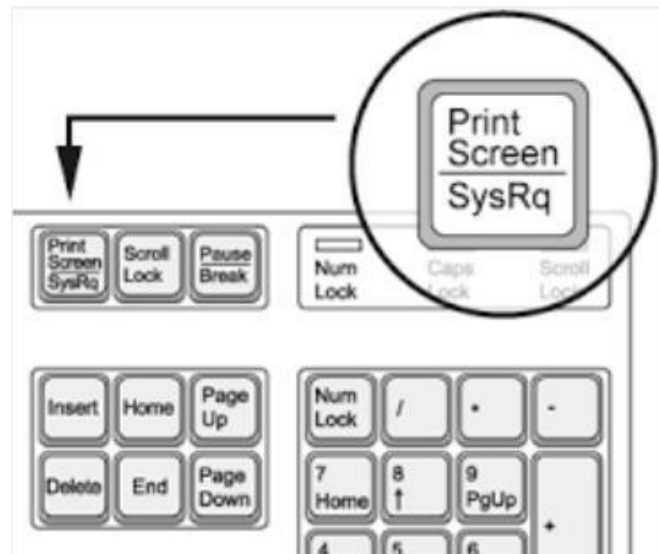 Print
Screen
SysRq
Print
Screen
SysRq
Scroll
Lock
Pause
Break
Num
Lock
Caps
Lock
Scroll
Lock
Insert
Home
Page
Up
Num
Lock
/
*
-
Delete
End
Page
Down
7
Home
8
↑
9
PgUp
+
4
5
6